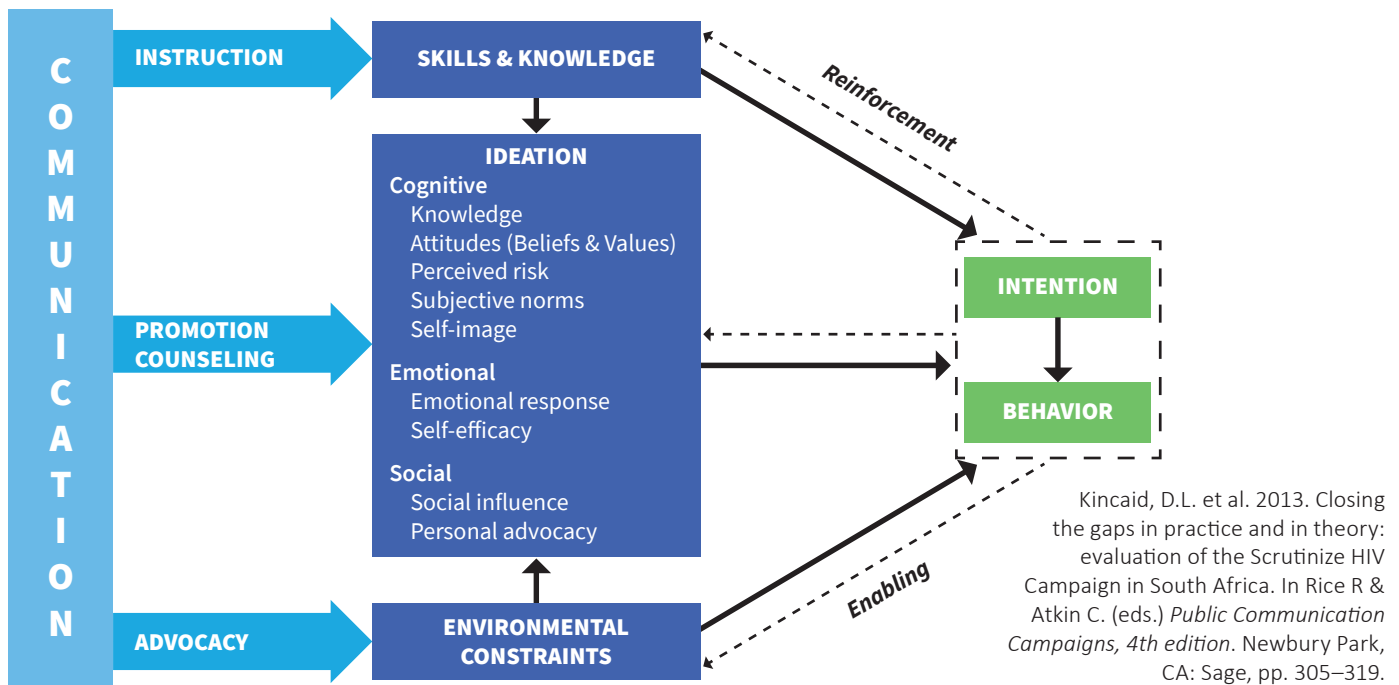 COMMUNICATION
INSTRUCTION
SKILLS & KNOWLEDGE
Reinforcement
IDEATION
Cognitive
Knowledge
Attitudes (Beliefs & Values)
Perceived risk
Subjective norms
Self-image
PROMOTION
COUNSELING
Emotional
Emotional response
Self-efficacy
Social
Social influence
Personal advocacy
INTENTION
BEHAVIOR
Enabling
ADVOCACY
ENVIRONMENTAL
CONSTRAINTS
Kincaid, D.L. et al. 2013. Closing
the gaps in practice and in theory:
evaluation of the Scrutinize HIV
Campaign in South Africa. In Rice R &
Atkin C. (eds.) Public Communication
Campaigns, 4th edition. Newbury Park,
CA: Sage, pp. 305–319.